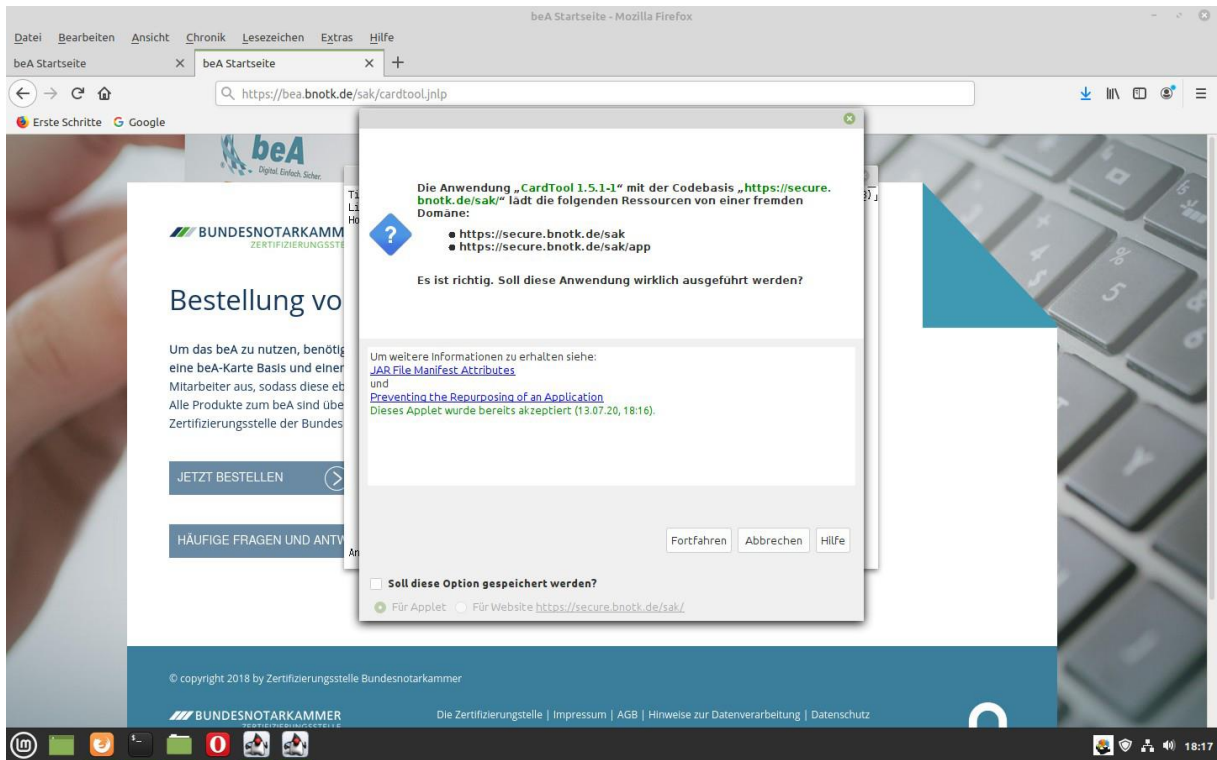 beA Startseite - Mozilla Firefox
Datei Bearbeiten Ansicht Chronik Lesezeichen Extras Hilfe
beA Startseite
beA Startseite
https://bea.bnotk.de/sak/cardtool.jnlp
Erste Schritte Google
beA
Digital. Einfach. Sicher.
BUNDESNOTARKAMM
ZERTIFIZIERUNGSSTE
Bestellung vo
Um das beA zu nutzen, benötig
eine beA-Karte Basis und einer
Mitarbeiter aus, sodass diese eb
Alle Produkte zum beA sind übe
Zertifizierungsstelle der Bundes
JETZT BESTELLEN
HÄUFIGE FRAGEN UND ANTW
Die Anwendung „CardTool 1.5.1-1“ mit der Codebasis „https://secure.
bnotk.de/sak/“ lädt die folgenden Ressourcen von einer fremden
Domäne:
https://secure.bnotk.de/sak
https://secure.bnotk.de/sak/app
Es ist richtig. Soll diese Anwendung wirklich ausgeführt werden?
Um weitere Informationen zu erhalten siehe:
JAR File Manifest Attributes
und
Preventing the Repurposing of an Application
Dieses Applet wurde bereits akzeptiert (13.07.20, 18:16).
Fortfahren Abbrechen Hilfe
Soll diese Option gespeichert werden?
Für Applet Für Website https://secure.bnotk.de/sak/
© copyright 2018 by Zertifizierungsstelle Bundesnotarkammer
BUNDESNOTARKAMMER
ZERTIFIZIERUNGSSTELLE
Die Zertifizierungstelle | Impressum | AGB | Hinweise zur Datenverarbeitung | Datenschutz
18:17